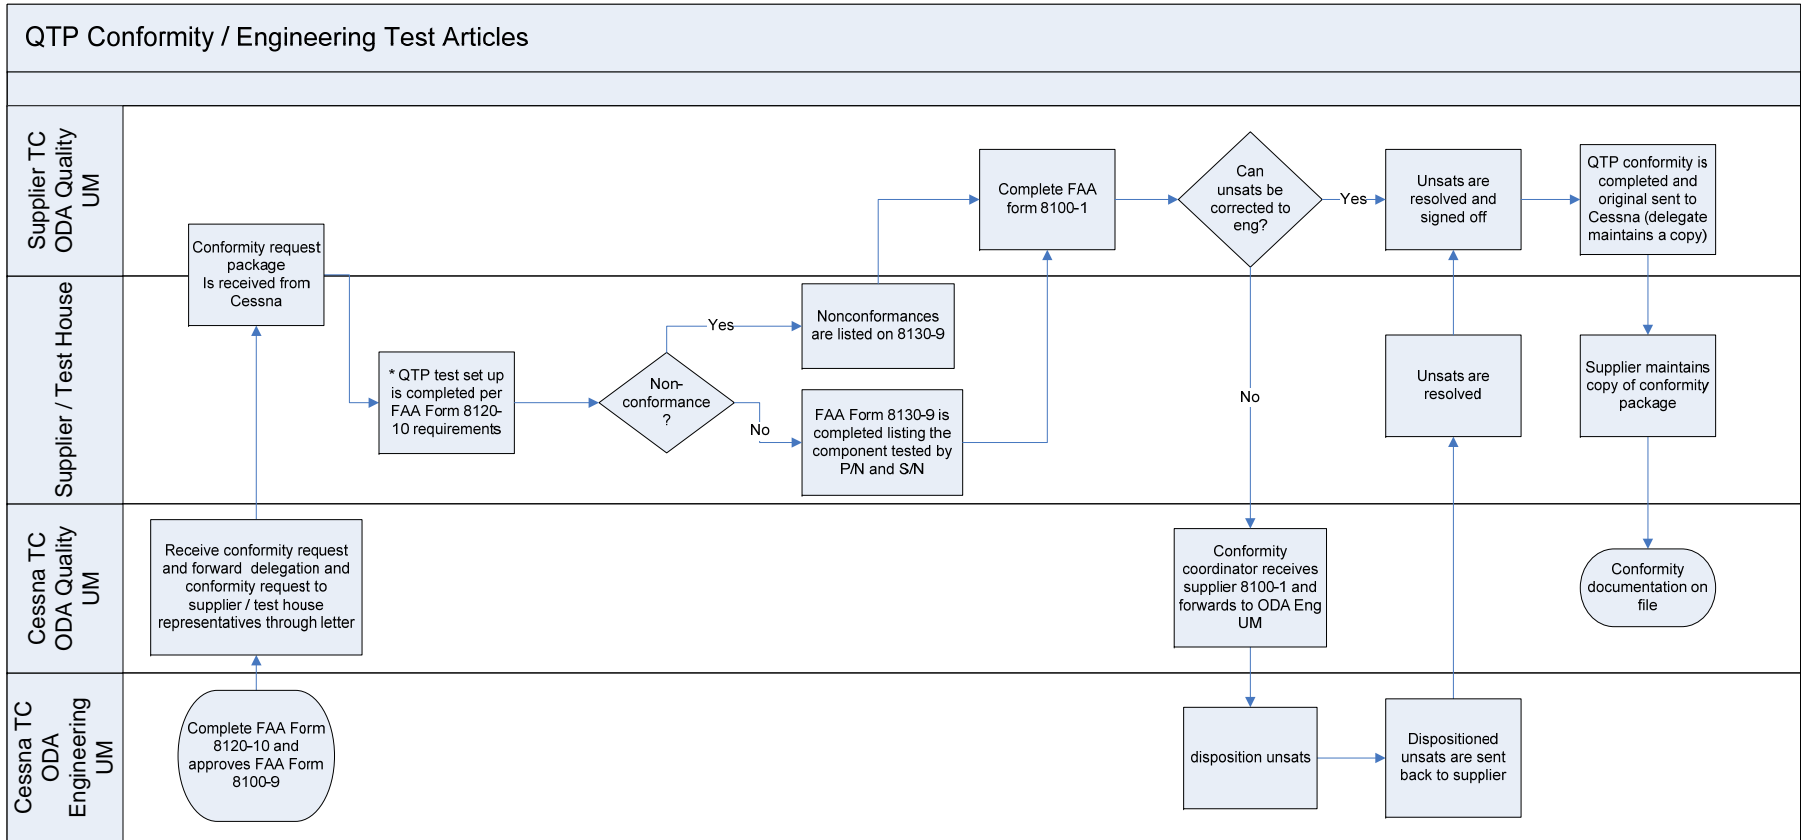 QTP Conformity / Engineering Test Articles
Supplier TC
ODA Quality
UM
Conformity request
package
Is received from
Cessna
Complete FAA
form 8100-1
Can
unsats be
corrected to
eng?
Yes
Unsats are
resolved and
signed off
QTP conformity is
completed and
original sent to
Cessna (delegate
maintains a copy)
Supplier / Test House
* QTP test set up
is completed per
FAA Form 8120-
10 requirements
Non-
conformance
?
Yes
Nonconformances
are listed on 8130-9
No
FAA Form 8130-9 is
completed listing the
component tested by
P/N and S/N
No
Unsats are
resolved
Supplier maintains
copy of conformity
package
Cessna TC
ODA Quality
UM
Receive conformity request
and forward delegation and
conformity request to
supplier / test house
representatives through letter
Conformity
coordinator receives
supplier 8100-1 and
forwards to ODA Eng
UM
Conformity
documentation on
file
Cessna TC
ODA
Engineering
UM
Complete FAA Form
8120-10 and
approves FAA Form
8100-9
disposition unsats
Dispositioned
unsats are sent
back to supplier